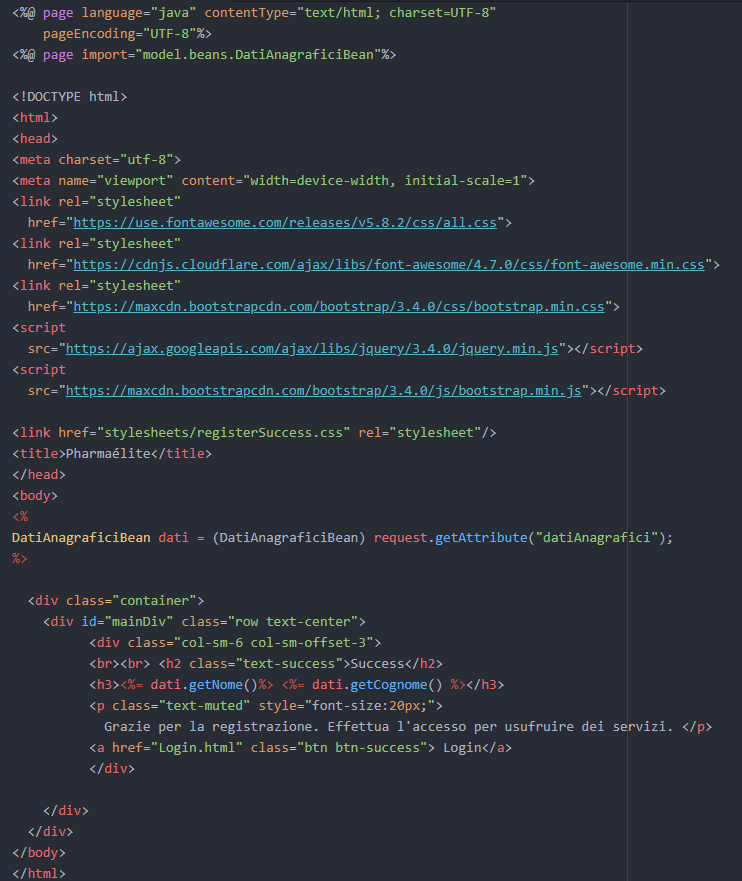 <%@ page language="java" contentType="text/html; charset=UTF-8"
    pageEncoding="UTF-8"%>
<%@ page import="model.beans.DatiAnagraficiBean"%>

<!DOCTYPE html>
<html>
<head>
<meta charset="utf-8">
<meta name="viewport" content="width=device-width, initial-scale=1">
<link rel="stylesheet"
  href="https://use.fontawesome.com/releases/v5.8.2/css/all.css">
<link rel="stylesheet"
  href="https://cdnjs.cloudflare.com/ajax/libs/font-awesome/4.7.0/css/font-awesome.min.css">
<link rel="stylesheet"
  href="https://maxcdn.bootstrapcdn.com/bootstrap/3.4.0/css/bootstrap.min.css">
<script
  src="https://ajax.googleapis.com/ajax/libs/jquery/3.4.0/jquery.min.js"></script>
<script
  src="https://maxcdn.bootstrapcdn.com/bootstrap/3.4.0/js/bootstrap.min.js"></script>

<link href="stylesheets/registerSuccess.css" rel="stylesheet"/>
<title>Pharmaélite</title>
</head>
<body>
<%
DatiAnagraficiBean dati = (DatiAnagraficiBean) request.getAttribute("datiAnagrafici");
%>

  <div class="container">
    <div id="mainDiv" class="row text-center">
          <div class="col-sm-6 col-sm-offset-3">
          <br><br> <h2 class="text-success">Success</h2>
          <h3><%= dati.getNome()%> <%= dati.getCognome() %></h3>
          <p class="text-muted" style="font-size:20px;">
            Grazie per la registrazione. Effettua l'accesso per usufruire dei servizi. </p>
          <a href="Login.html" class="btn btn-success"> Login</a>
          </div>

    </div>
  </div>
</body>
</html>